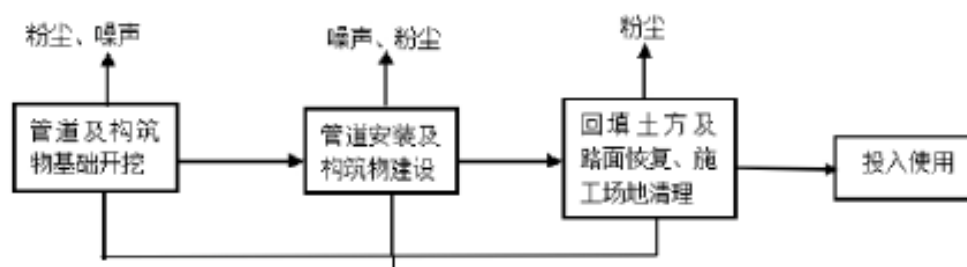 粉尘、噪声
噪声、粉尘
粉尘
管道及构筑
物基础开挖
管道安装及
构筑物建设
回填土方及
路面恢复、施
工场地清理
投入使用